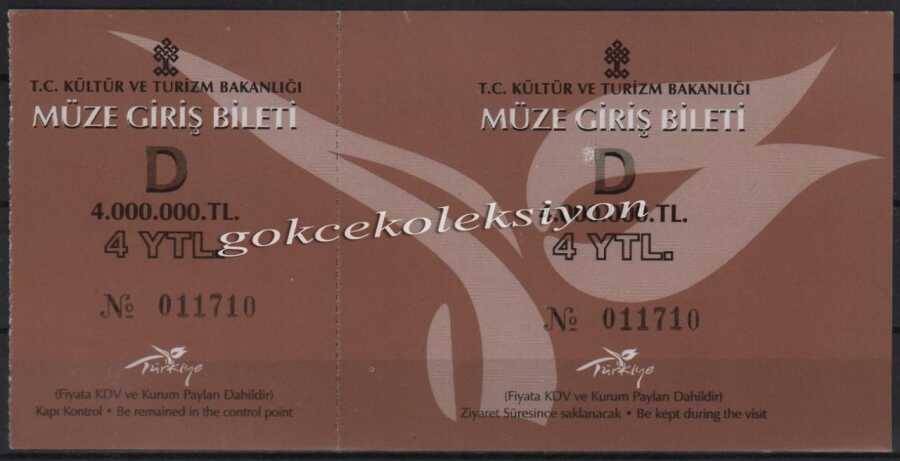 T.C. KÜLTÜR VE TURİZM BAKANLIĞI
MÜZE GİRİŞ BİLETİ
D
4.000.000.TL.
4 YTL.
№ 011710
Türkiye
(Fiyata KDV ve Kurum Payları Dahildir)
Kapı Kontrol • Be remained in the control point
T.C. KÜLTÜR VE TURİZM BAKANLIĞI
MÜZE GİRİŞ BİLETİ
D
4.000.000.TL.
4 YTL.
№ 011710
Türkiye
(Fiyata KDV ve Kurum Payları Dahildir)
Ziyaret Süresince saklanacak • Be kept during the visit
gokcekoleksiyon